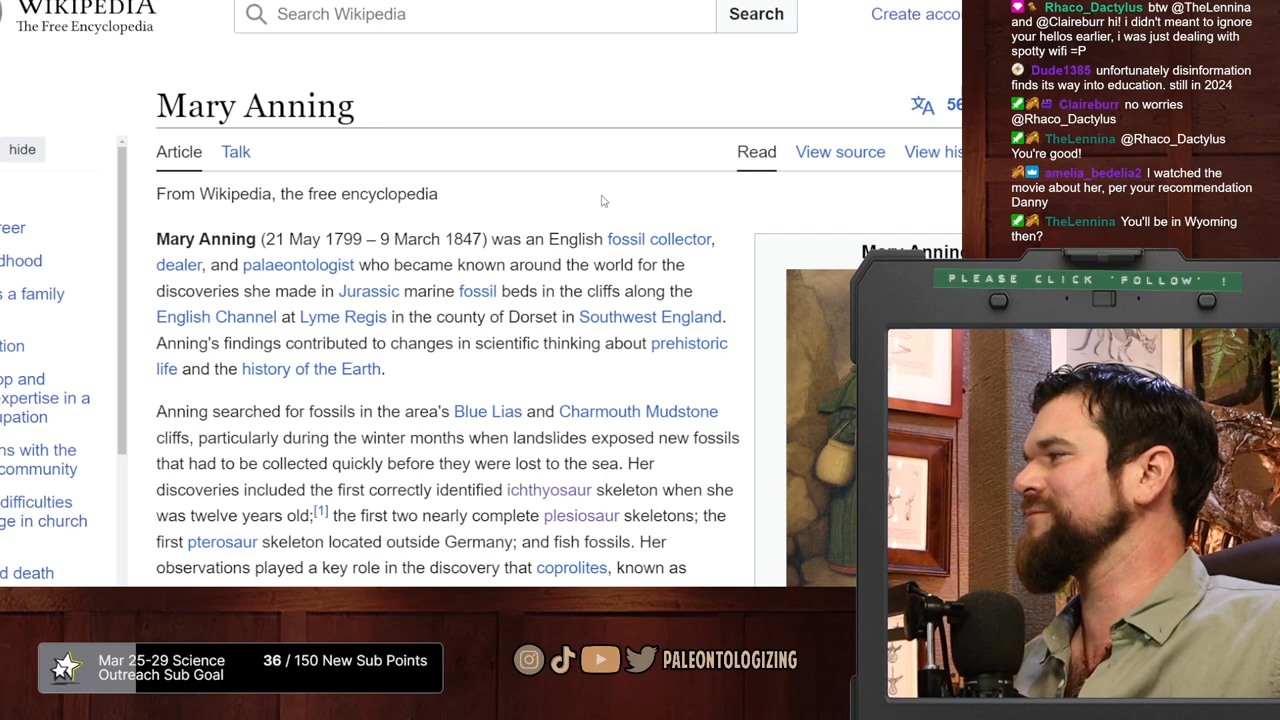 WIKIPEDIA
The Free Encyclopedia
Search Wikipedia
Search
Create acco
Mary Anning
56
hide
Article
Talk
Read
View source
View his
From Wikipedia, the free encyclopedia
reer
dhood
s a family
tion
op and
expertise in a
upation
ns with the
community
difficulties
ge in church
d death
Mary Anning (21 May 1799 – 9 March 1847) was an English fossil collector,
dealer, and palaeontologist who became known around the world for the
discoveries she made in Jurassic marine fossil beds in the cliffs along the
English Channel at Lyme Regis in the county of Dorset in Southwest England.
Anning's findings contributed to changes in scientific thinking about prehistoric
life and the history of the Earth.
Anning searched for fossils in the area's Blue Lias and Charmouth Mudstone
cliffs, particularly during the winter months when landslides exposed new fossils
that had to be collected quickly before they were lost to the sea. Her
discoveries included the first correctly identified ichthyosaur skeleton when she
was twelve years old;[1] the first two nearly complete plesiosaur skeletons; the
first pterosaur skeleton located outside Germany; and fish fossils. Her
observations played a key role in the discovery that coprolites, known as
Mary Anning
Rhaco_Dactylus btw @TheLennina
and @Claireburr hi! i didn't meant to ignore
your hellos earlier, i was just dealing with
spotty wifi =P
Dude1385 unfortunately disinformation
finds its way into education. still in 2024
Claireburr no worries
@Rhaco_Dactylus
TheLennina @Rhaco_Dactylus
You're good!
amelia_bedelia2 I watched the
movie about her, per your recommendation
Danny
TheLennina You'll be in Wyoming
then?
PLEASE CLICK 'FOLLOW' !
Mar 25-29 Science
Outreach Sub Goal
36 / 150 New Sub Points
PALEONTOLOGIZING